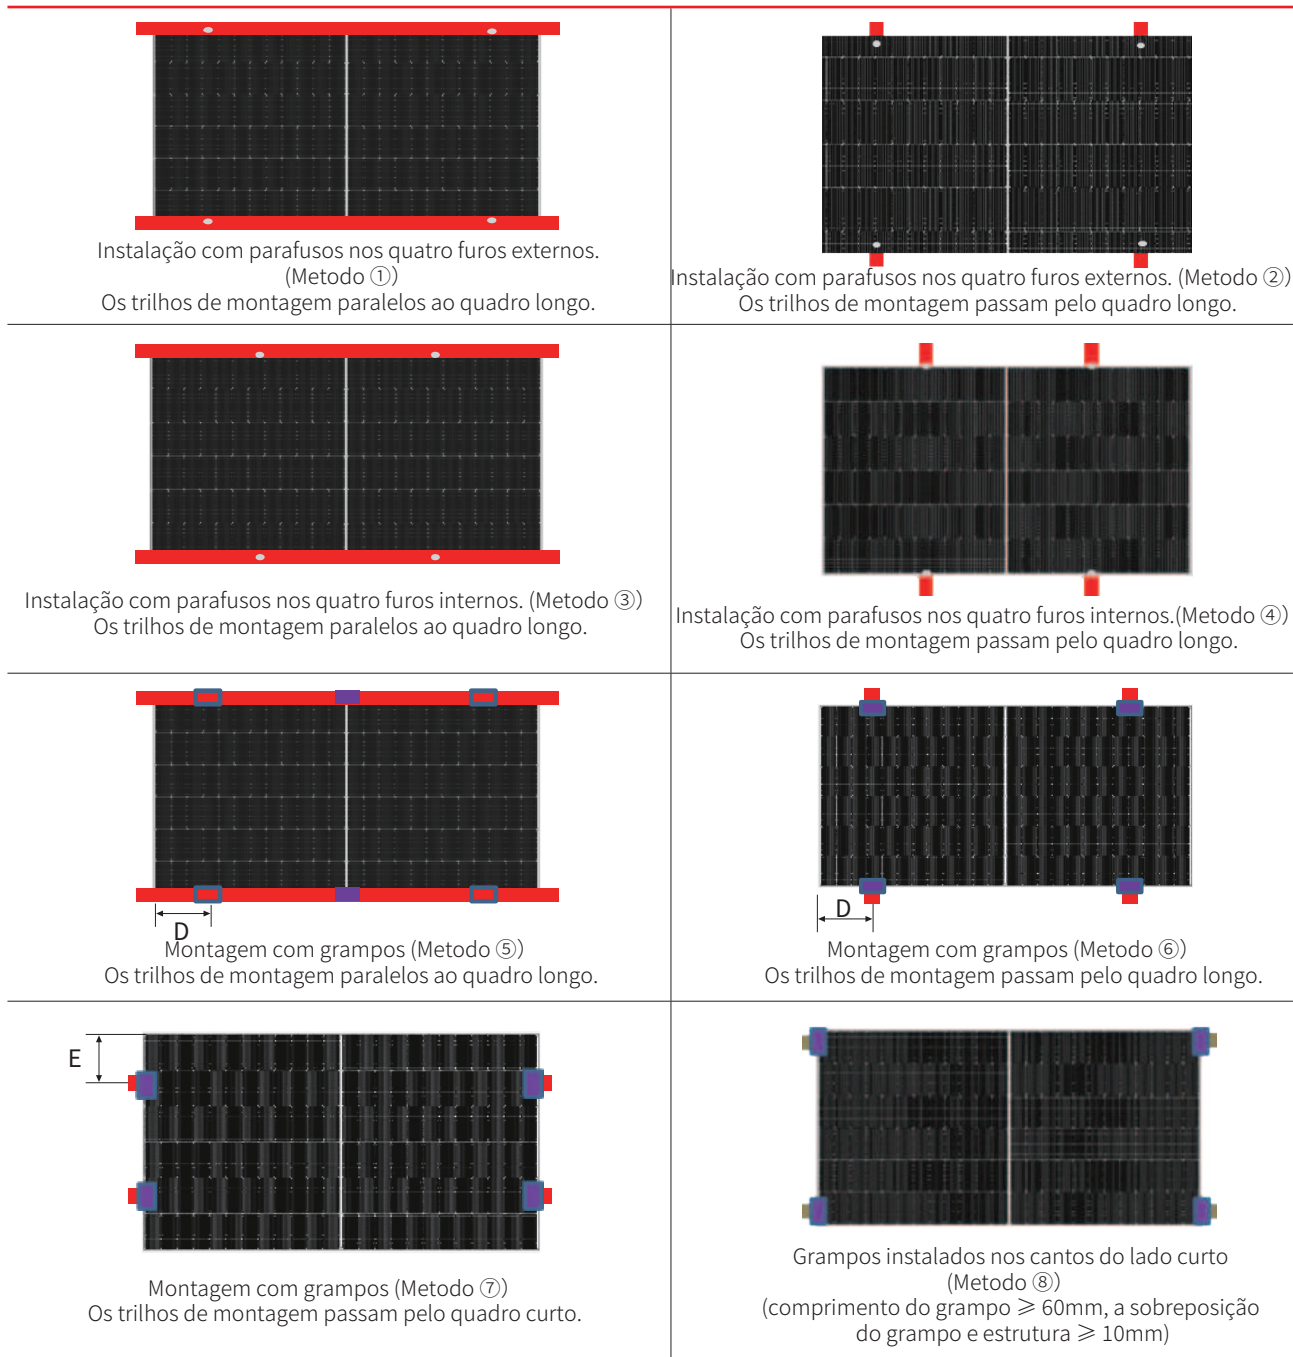 Instalação com parafusos nos quatro furos externos.
(Metodo ①)
Os trilhos de montagem paralelos ao quadro longo.
Instalação com parafusos nos quatro furos externos. (Metodo ②)
Os trilhos de montagem passam pelo quadro longo.
Instalação com parafusos nos quatro furos internos. (Metodo ③)
Os trilhos de montagem paralelos ao quadro longo.
Instalação com parafusos nos quatro furos internos.(Metodo ④)
Os trilhos de montagem passam pelo quadro longo.
D
Montagem com grampos (Metodo ⑤)
Os trilhos de montagem paralelos ao quadro longo.
D
Montagem com grampos (Metodo ⑥)
Os trilhos de montagem passam pelo quadro longo.
E
Montagem com grampos (Metodo ⑦)
Os trilhos de montagem passam pelo quadro curto.
Grampos instalados nos cantos do lado curto
(Metodo ⑧)
(comprimento do grampo ≥ 60mm, a sobreposição
do grampo e estrutura ≥ 10mm)